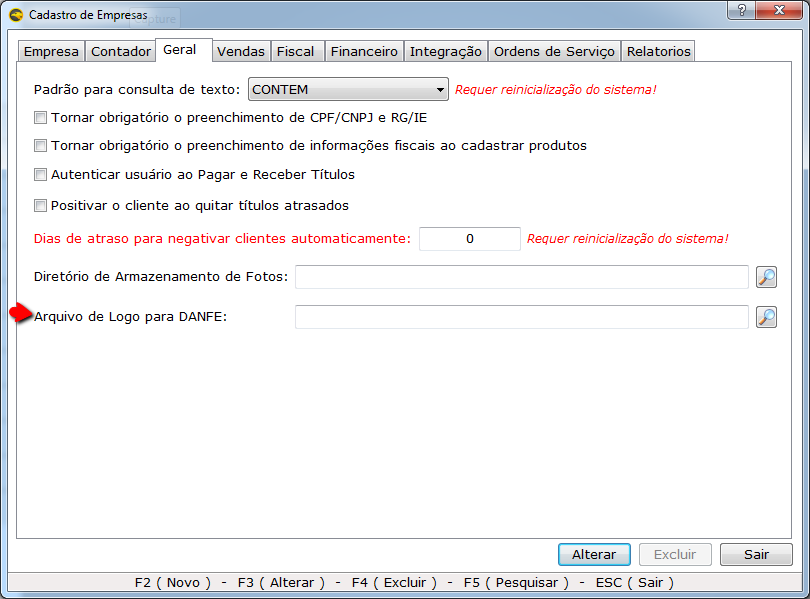 Cadastro de Empresas
Empresa Contador Geral Vendas Fiscal Financeiro Integração Ordens de Serviço Relatorios
Padrão para consulta de texto: CONTEM Requer reinicialização do sistema!
Tornar obrigatório o preenchimento de CPF/CNPJ e RG/IE
Tornar obrigatório o preenchimento de informações fiscais ao cadastrar produtos
Autenticar usuário ao Pagar e Receber Títulos
Positivar o cliente ao quitar títulos atrasados
Dias de atraso para negativar clientes automaticamente: 0 Requer reinicialização do sistema!
Diretório de Armazenamento de Fotos:
Arquivo de Logo para DANFE:
Alterar Excluir Sair
F2 ( Novo ) - F3 ( Alterar ) - F4 ( Excluir ) - F5 ( Pesquisar ) - ESC ( Sair )